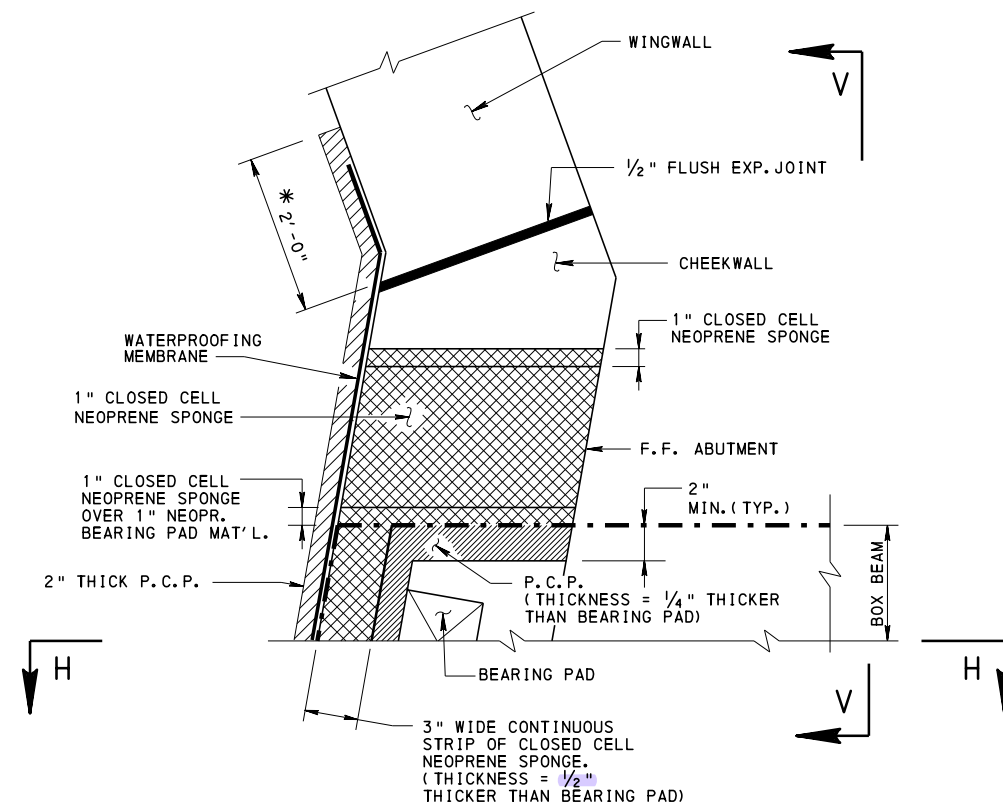 WINGWALL
V
1/2" FLUSH EXP. JOINT
* 2'-0"
CHEEKWALL
1" CLOSED CELL
NEOPRENE SPONGE
WATERPROOFING
MEMBRANE
1" CLOSED CELL
NEOPRENE SPONGE
F.F. ABUTMENT
1" CLOSED CELL
NEOPRENE SPONGE
OVER 1" NEOPR.
BEARING PAD MAT'L.
2"
MIN. (TYP.)
2" THICK P.C.P.
P.C.P.
(THICKNESS = 1/4" THICKER
THAN BEARING PAD)
BOX BEAM
H
H
BEARING PAD
V
3" WIDE CONTINUOUS
STRIP OF CLOSED CELL
NEOPRENE SPONGE.
(THICKNESS = 1/2"
THICKER THAN BEARING PAD)